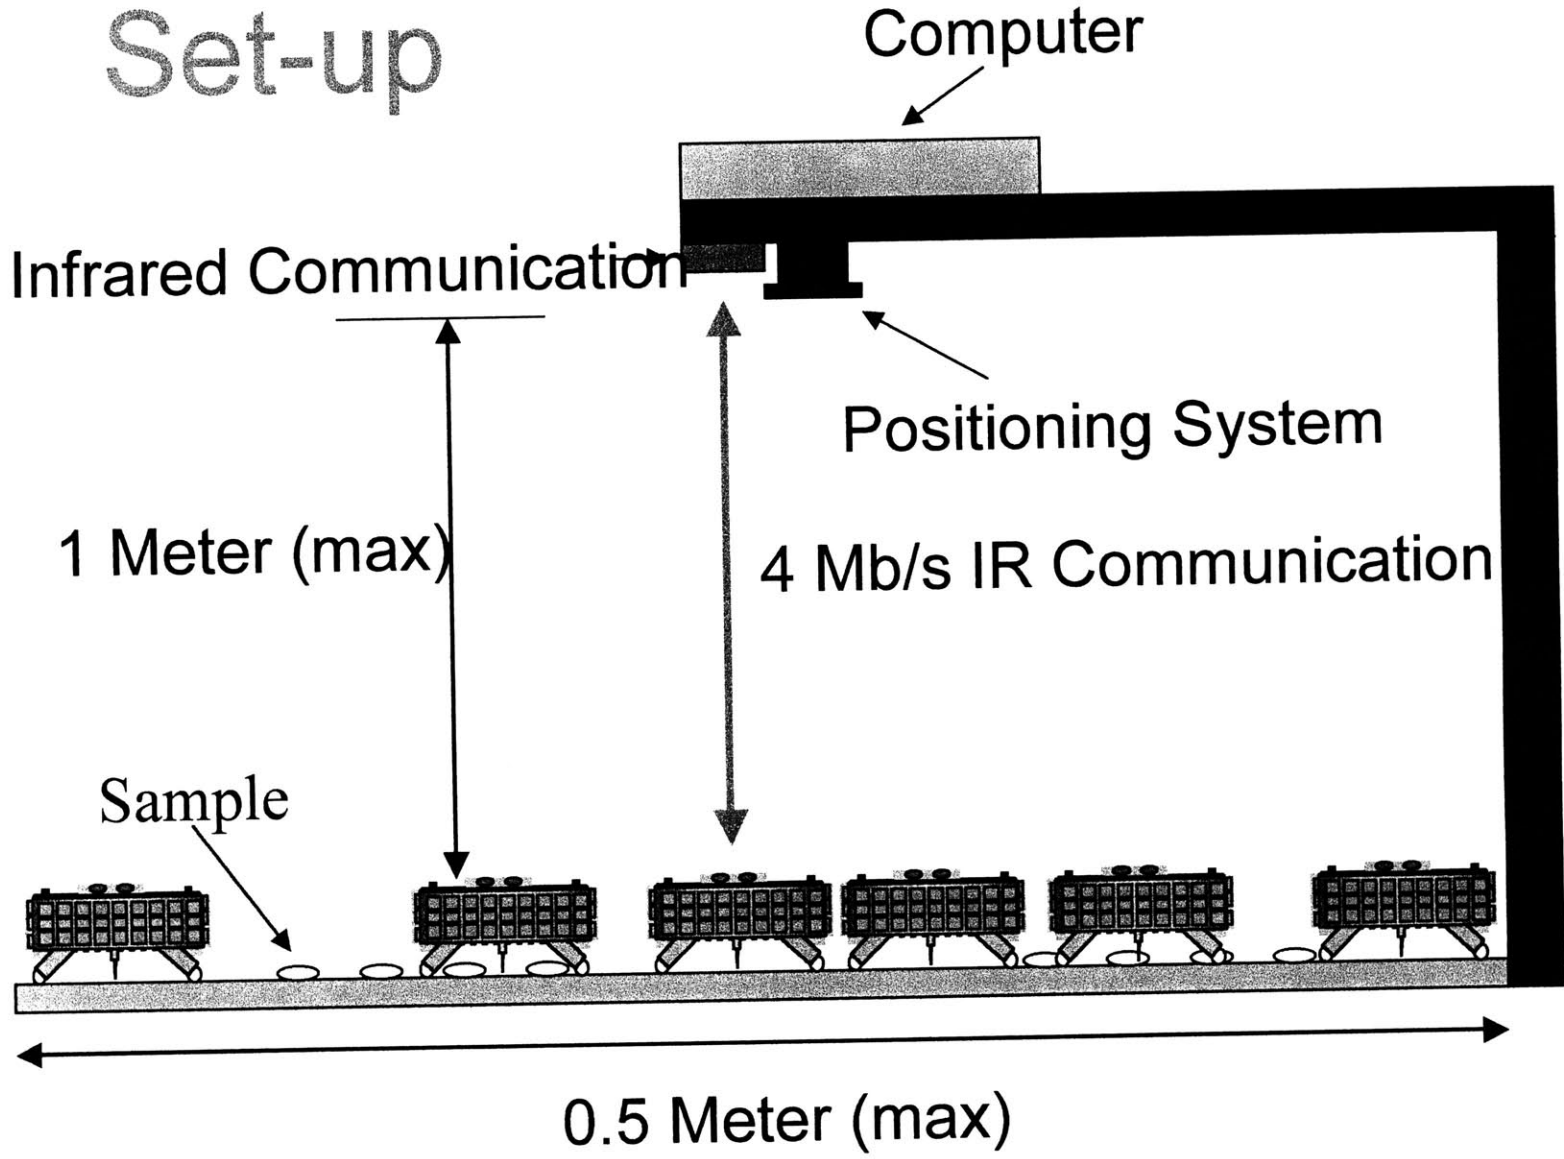 Set-up
Computer
Infrared Communication
Positioning System
1 Meter (max)
4 Mb/s IR Communication
Sample
0.5 Meter (max)